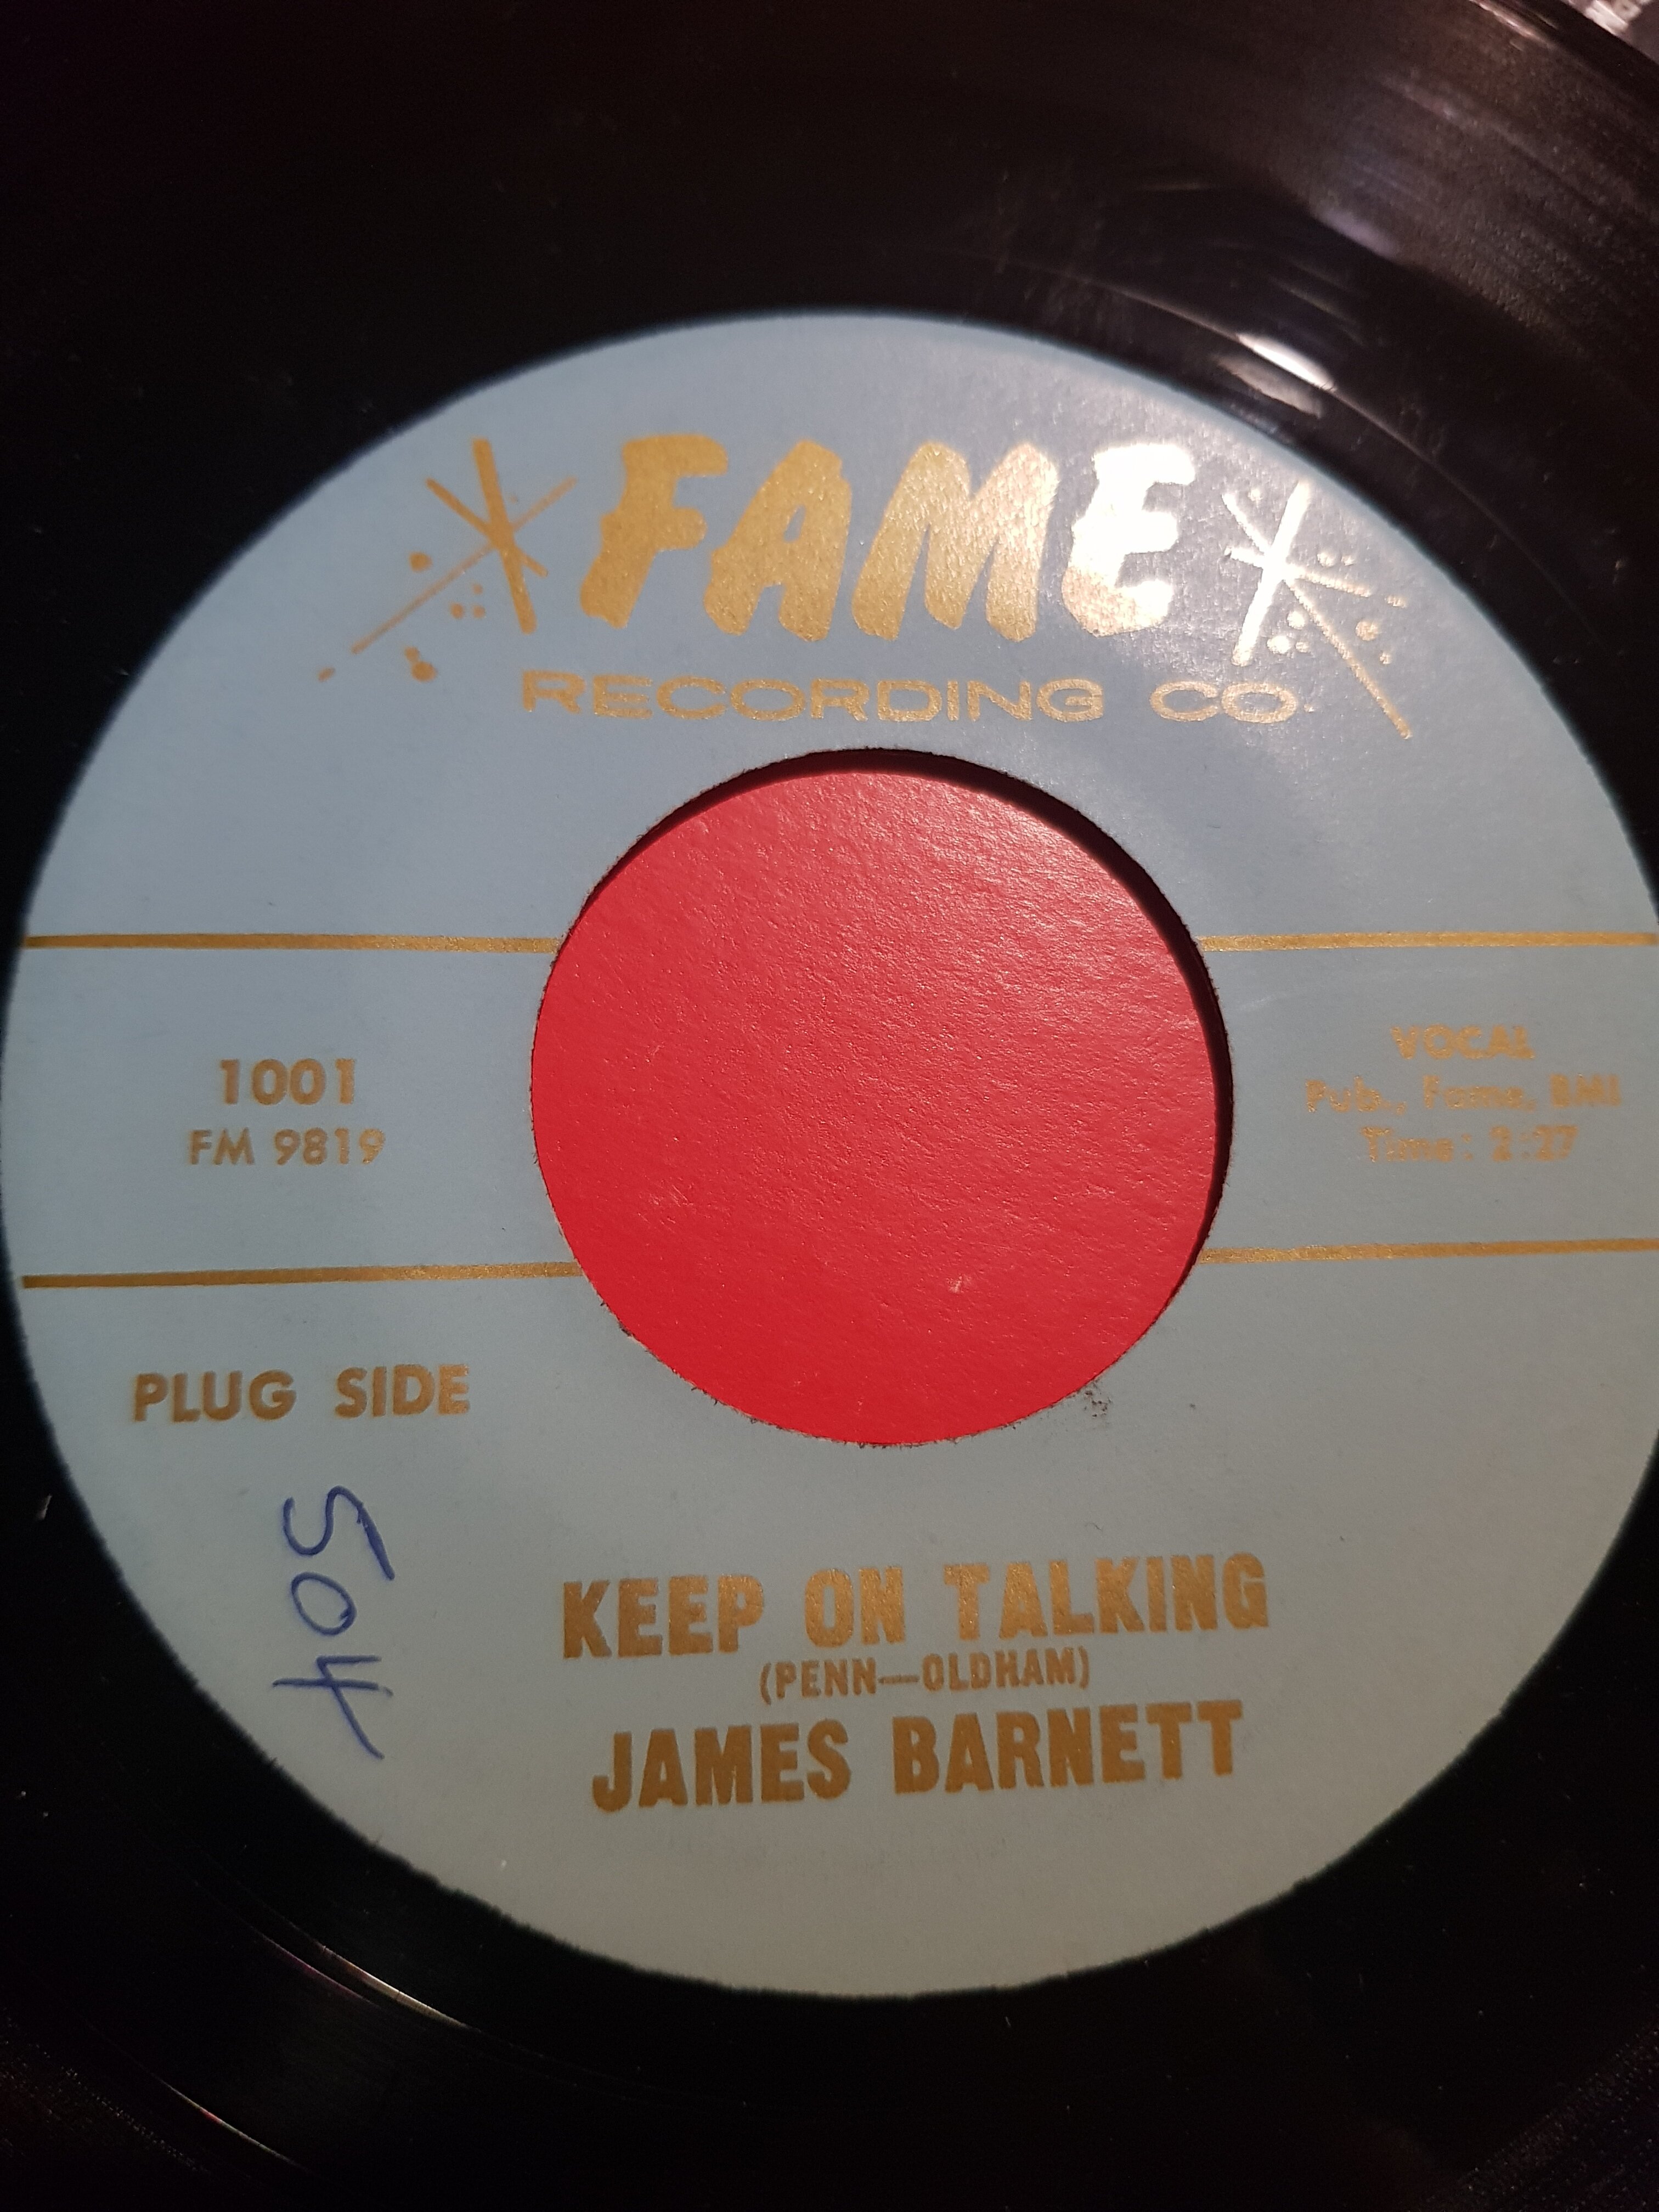 FAME
RECORDING CO.
1001
FM 9819
VOCAL
Pub., Fame, BMI
Time: 2:27
PLUG SIDE
504
KEEP ON TALKING
(PENN—OLDHAM)
JAMES BARNETT